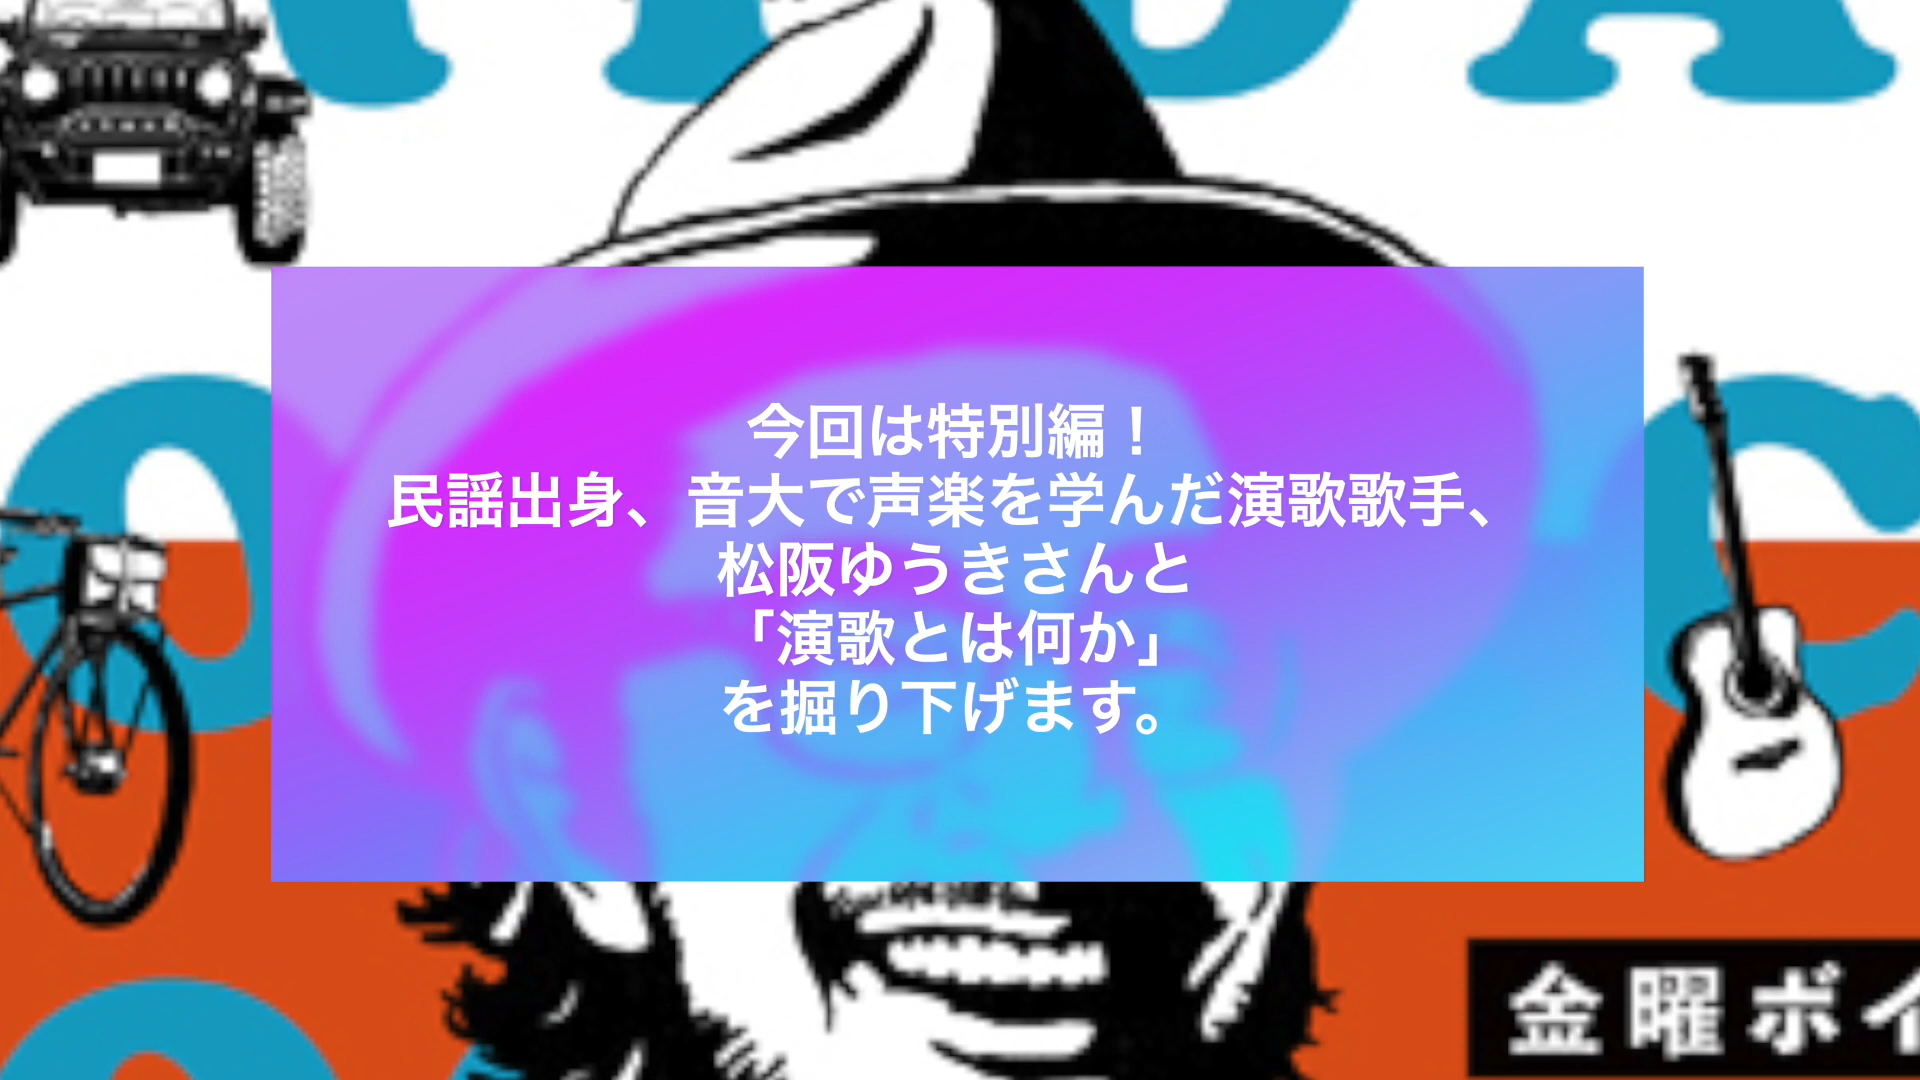 今回は特別編！
民謡出身、音大で声楽を学んだ演歌歌手、
松阪ゆうきさんと
「演歌とは何か」
を掘り下げます。
金曜ボイ